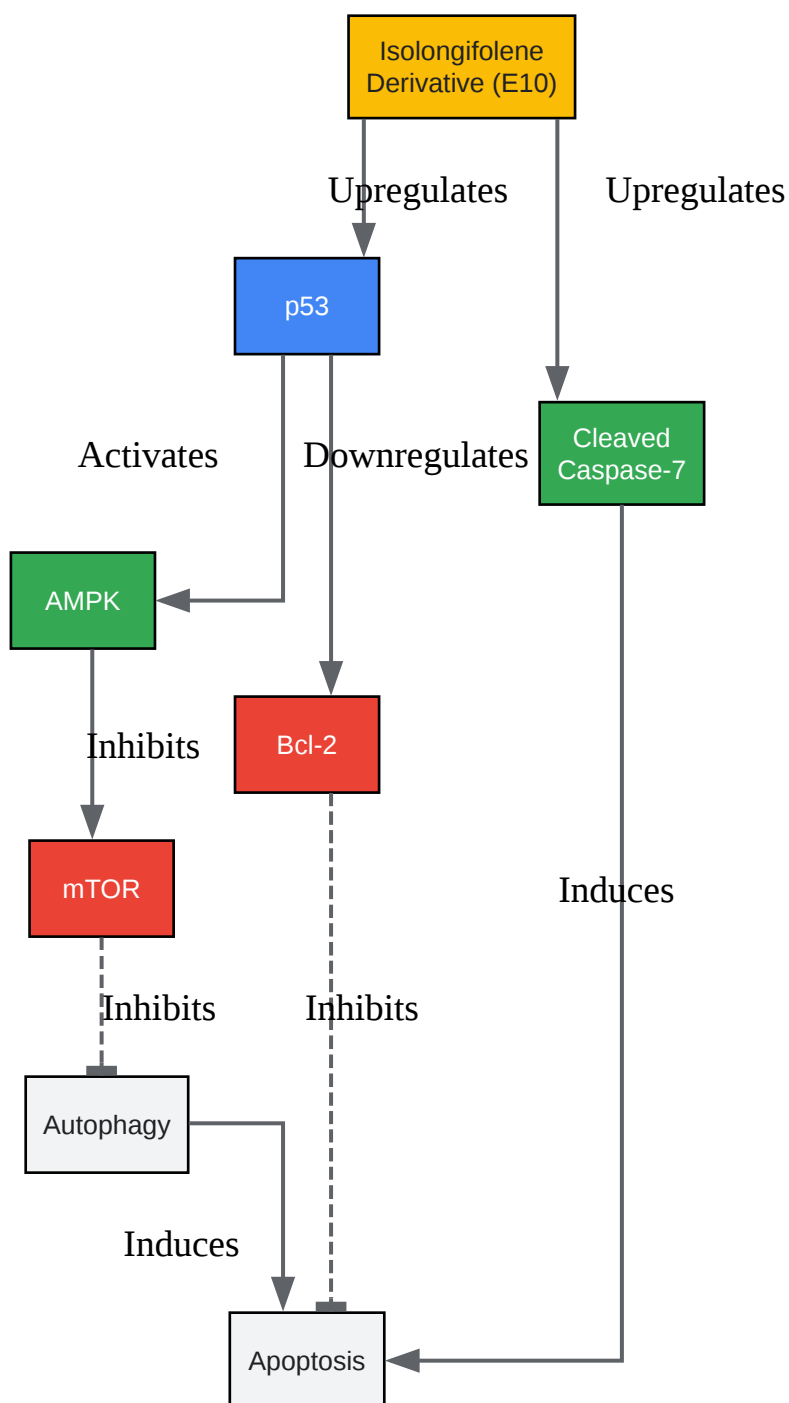 Isolongifolene
Derivative (E10)
Upregulates
Upregulates
p53
Cleaved
Caspase-7
Activates
Downregulates
AMPK
Inhibits
Bcl-2
mTOR
Induces
Inhibits
Inhibits
Autophagy
Induces
Apoptosis